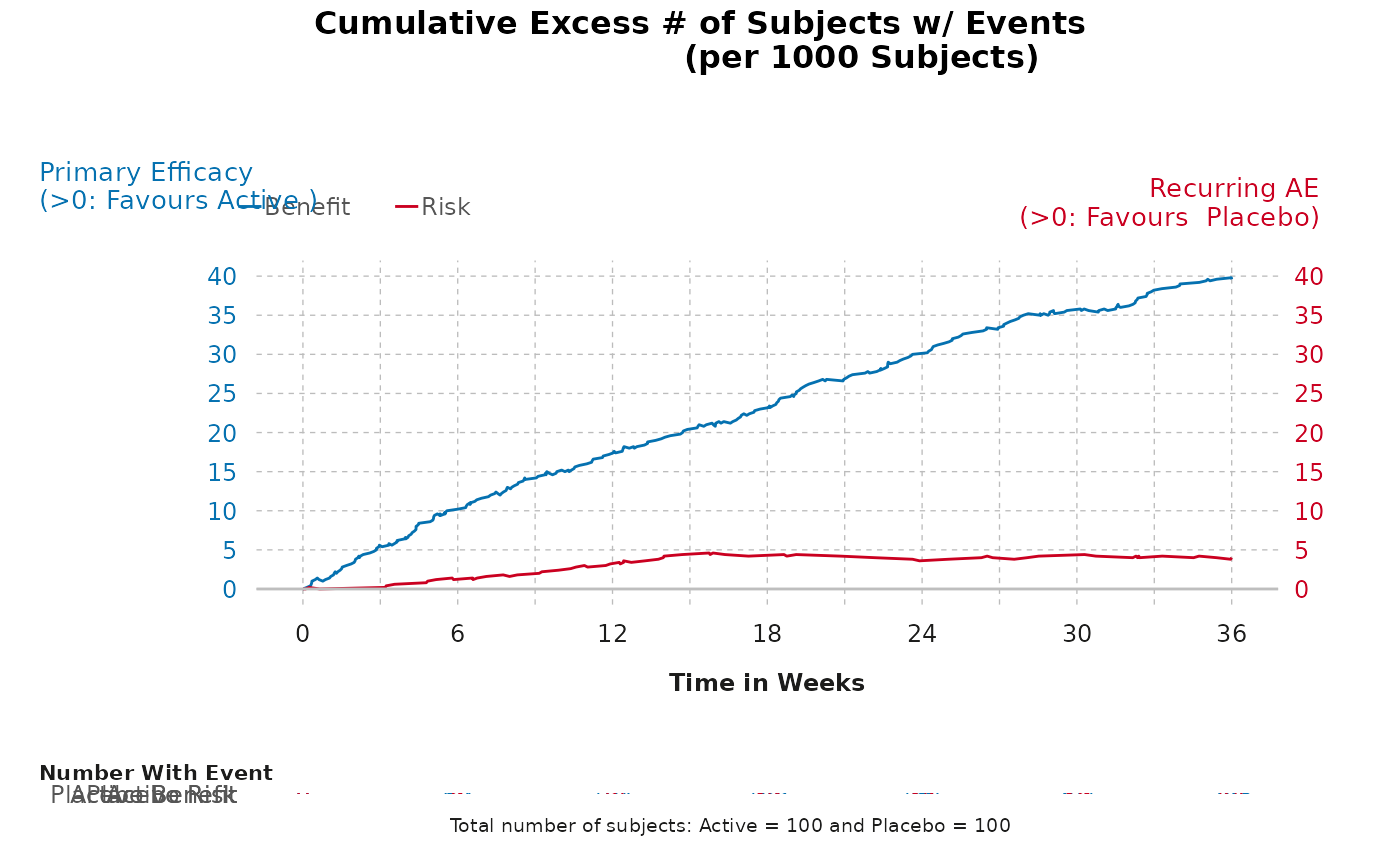 Cumulative Excess # of Subjects w/ Events
(per 1000 Subjects)
Primary Efficacy
(>0: Favours Active )
Benefit
Risk
Recurring AE
(>0: Favours  Placebo)
40 40
35 35
30 30
25 25
20 20
15 15
10 10
5 5
0 0
0 6 12 18 24 30 36
Time in Weeks
Number With Event
Total number of subjects: Active = 100 and Placebo = 100